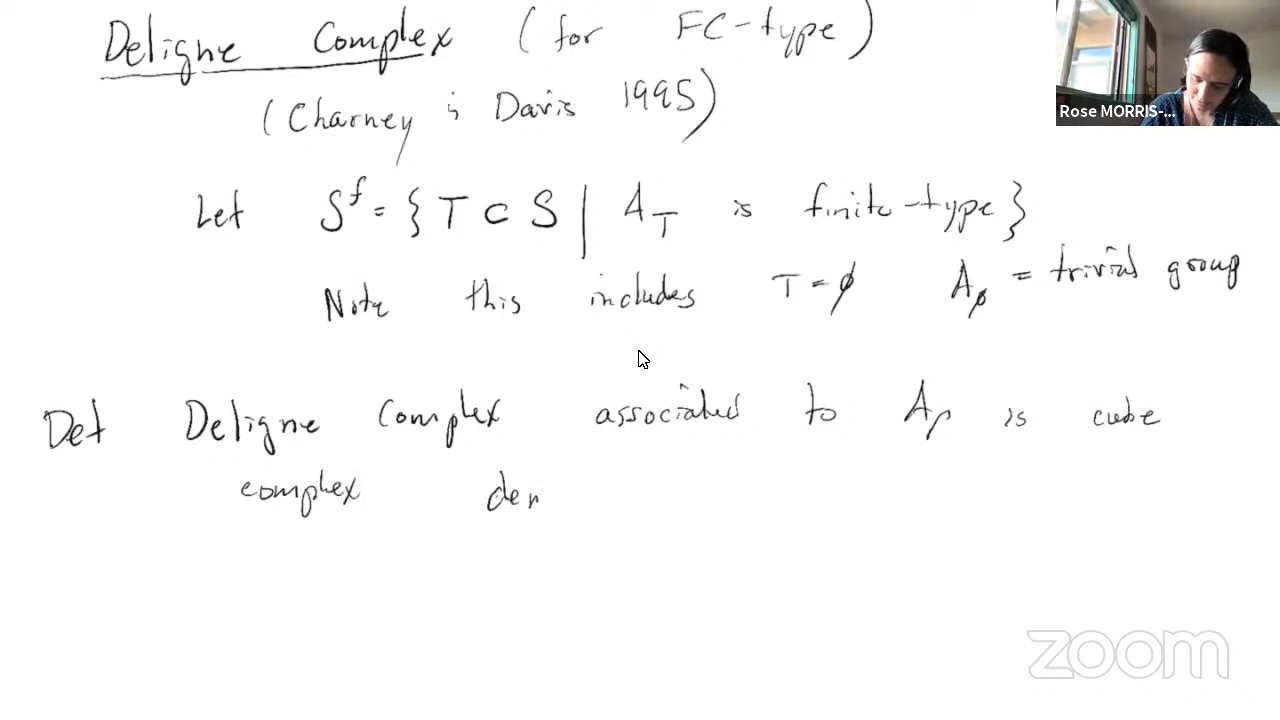 Deligne Complex (for FC-type)
(Charney & Davis 1995)
Let S^f = { T ⊂ S | A_T is finite-type }
Note this includes T = ∅ A_∅ = trivial group
Def Deligne Complex associated to A_Γ is cube
complex den
Rose MORRIS-...
zoom